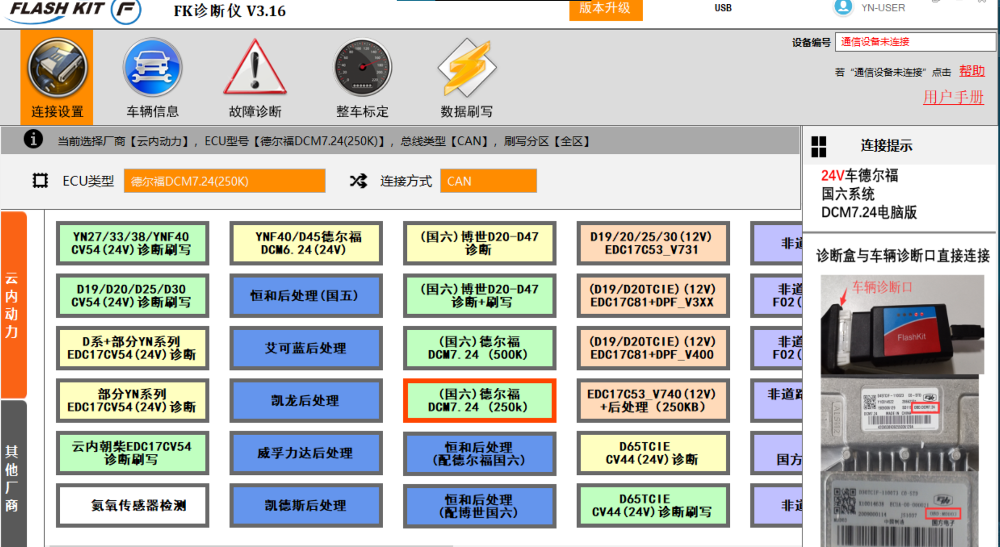 FLASH KIT F
FK诊断仪 V3.16
版本升级
USB
YN-USER
连接设置
车辆信息
故障诊断
整车标定
数据刷写
设备编号
通信设备未连接
若“通信设备未连接”点击 帮助
用户手册
当前选择厂商【云内动力】, ECU型号【德尔福DCM7.24(250K)】, 总线类型【CAN】, 刷写分区【全区】
ECU类型
德尔福DCM7.24(250K)
连接方式
CAN
云内动力
其他厂商
YN27/33/38/YNF40
CV54(24V)诊断刷写
YNF40/D45德尔福
DCM6.24(24V)
(国六)博世D20-D47
诊断
D19/20/25/30(12V)
EDC17C53_V731
非道
D19/D20/D25/D30
CV54(24V)诊断刷写
恒和后处理(国五)
(国六)博世D20-D47
诊断+刷写
(D19/D20TCIE)(12V)
EDC17C81+DPF_V3XX
非道
F02(
D系+部分YN系列
EDC17CV54(24V)诊断
艾可蓝后处理
(国六)德尔福
DCM7.24 (500K)
(D19/D20TCIE)(12V)
EDC17C81+DPF_V400
非道
F02(
部分YN系列
EDC17CV54(24V)诊断
凯龙后处理
(国六)德尔福
DCM7.24 (250k)
EDC17C53_V740(12V)
+后处理 (250KB)
非道路
云内朝柴EDC17CV54
诊断刷写
威孚力达后处理
恒和后处理
(配德尔福国六)
D65TCIE
CV44(24V)诊断
国方
氮氧传感器检测
凯德斯后处理
恒和后处理
(配博世国六)
D65TCIE
CV44(24V)诊断刷写
非道
连接提示
24V车德尔福
国六系统
DCM7.24电脑版
诊断盒与车辆诊断口直接连接
车辆诊断口
FlashKit
DCM7.24 MADE IN CHINA
OBD:DCM7.24
中国制造
国方电子